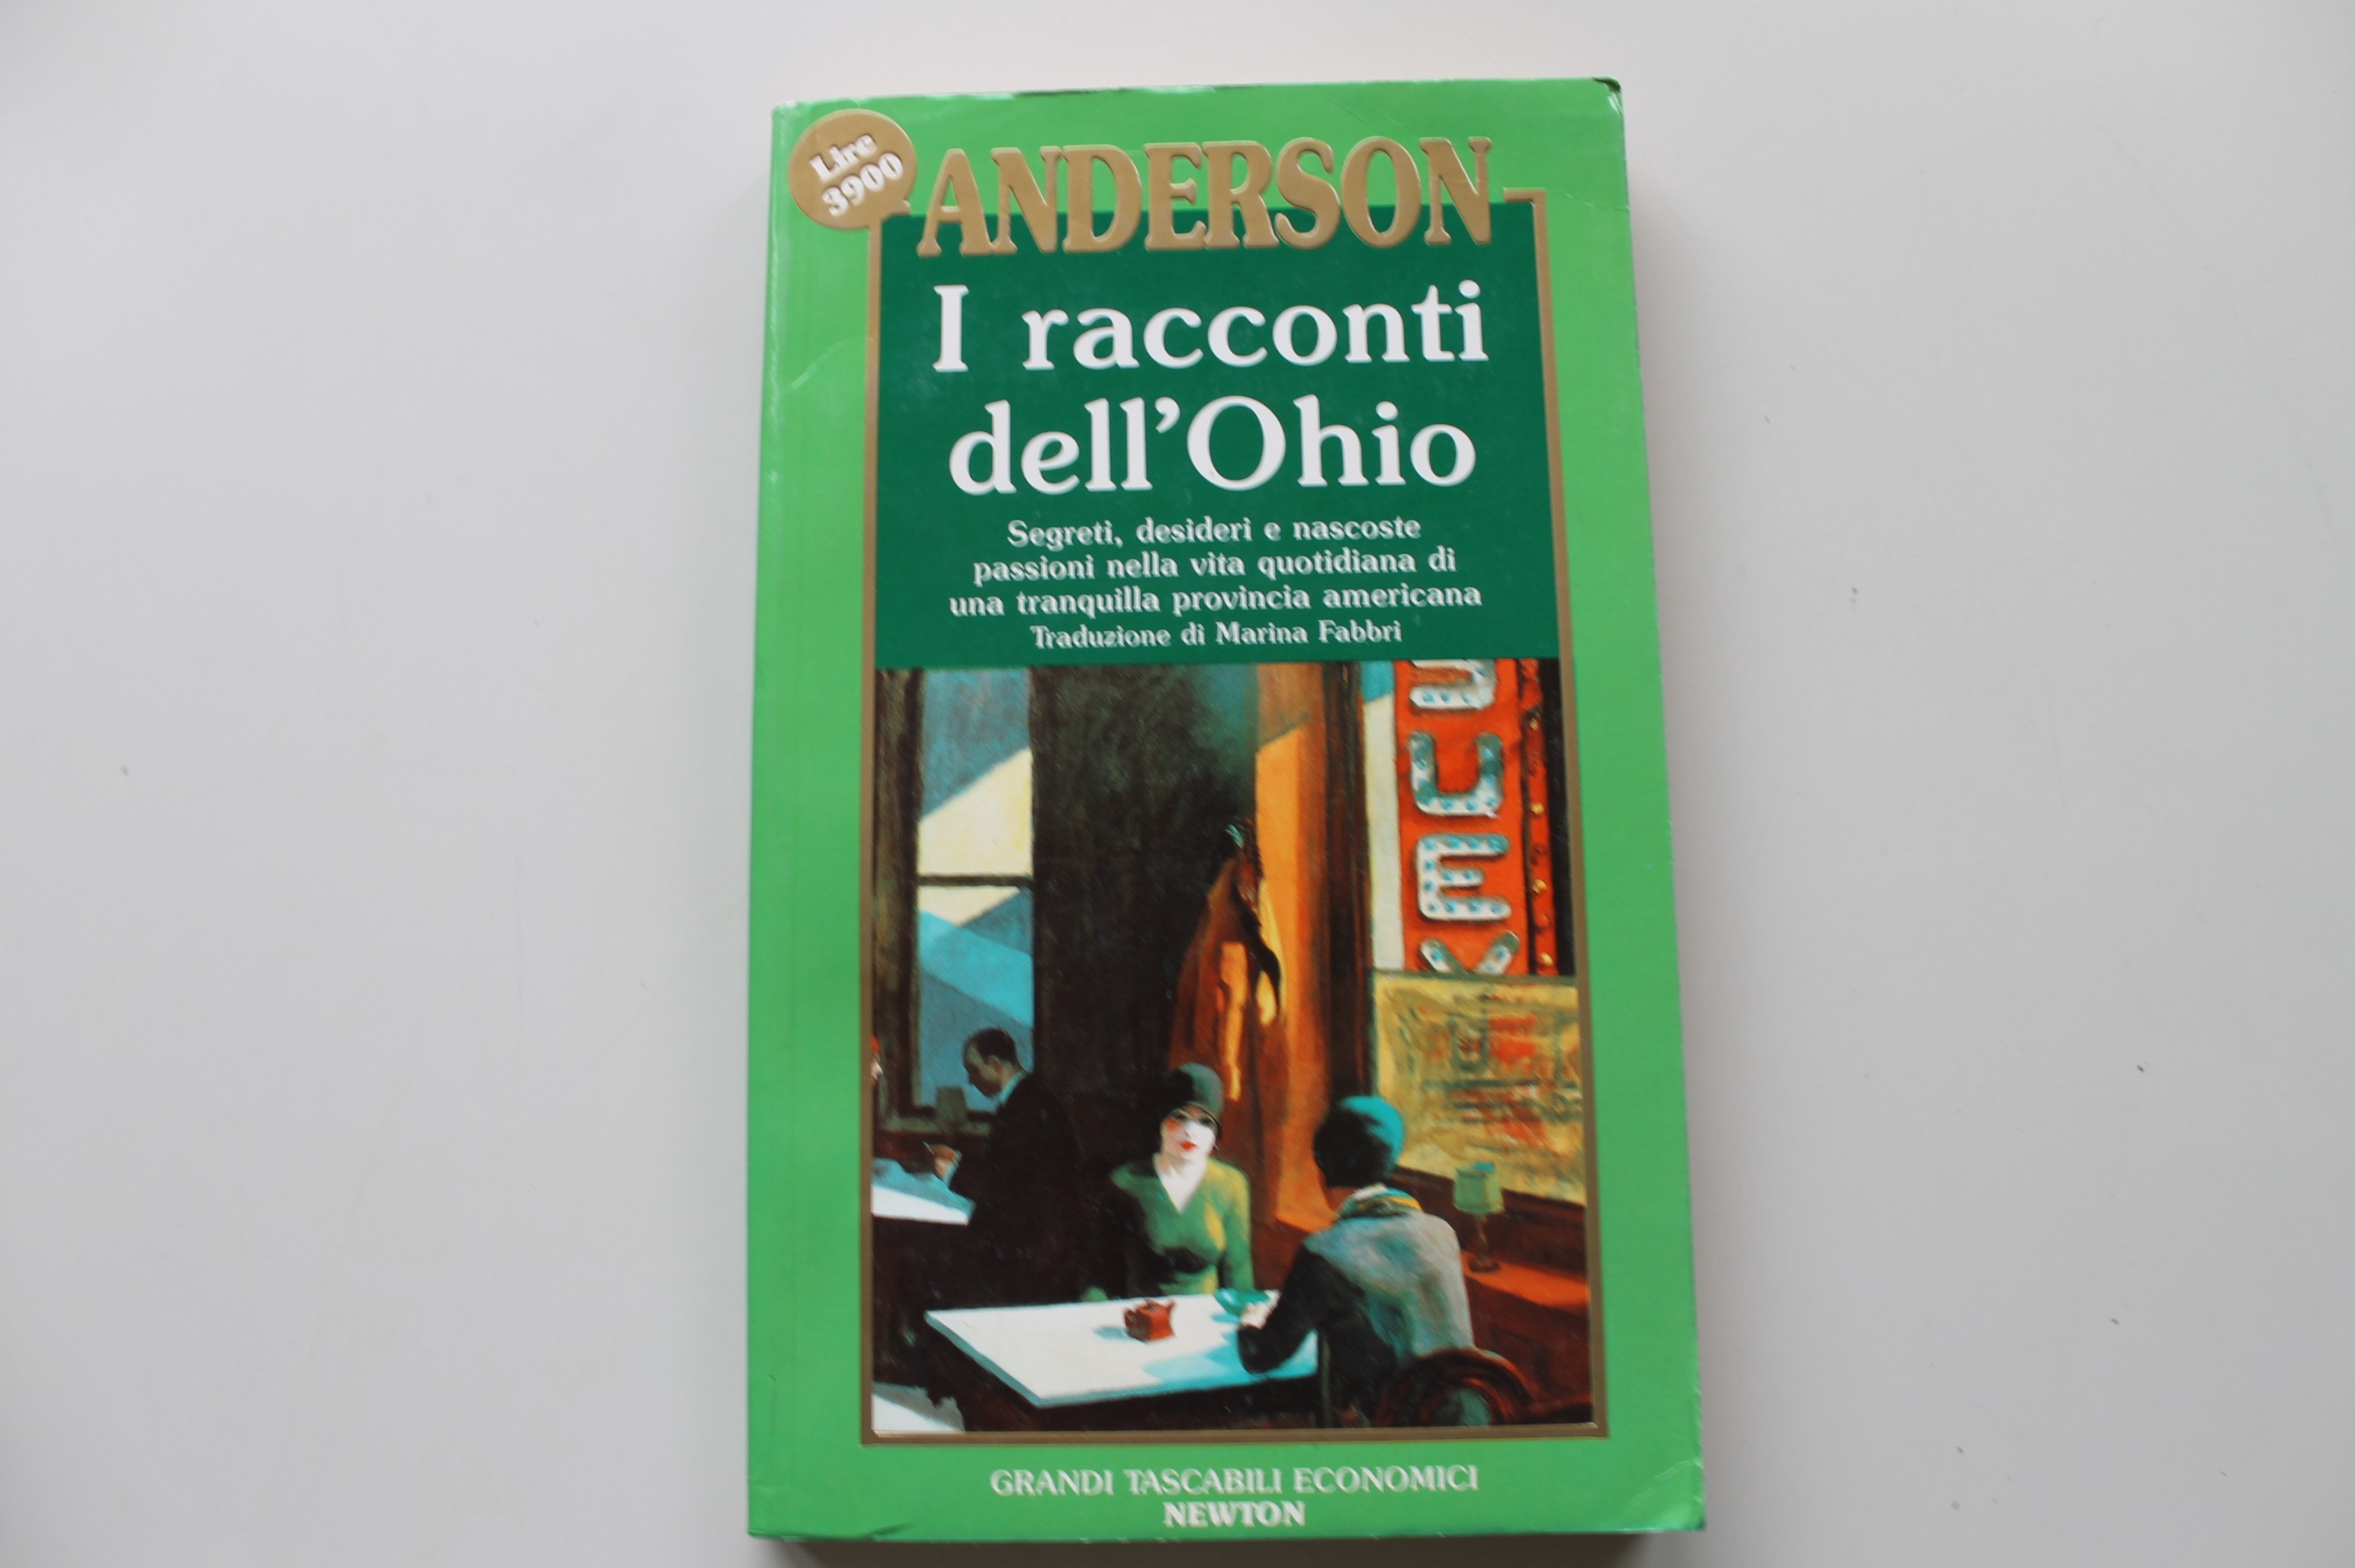 Lire
3900
ANDERSON
I racconti
dell'Ohio
Segreti, desideri e nascoste
passioni nella vita quotidiana di
una tranquilla provincia americana
Traduzione di Marina Fabbri
SUEY
GRANDI TASCABILI ECONOMICI
NEWTON